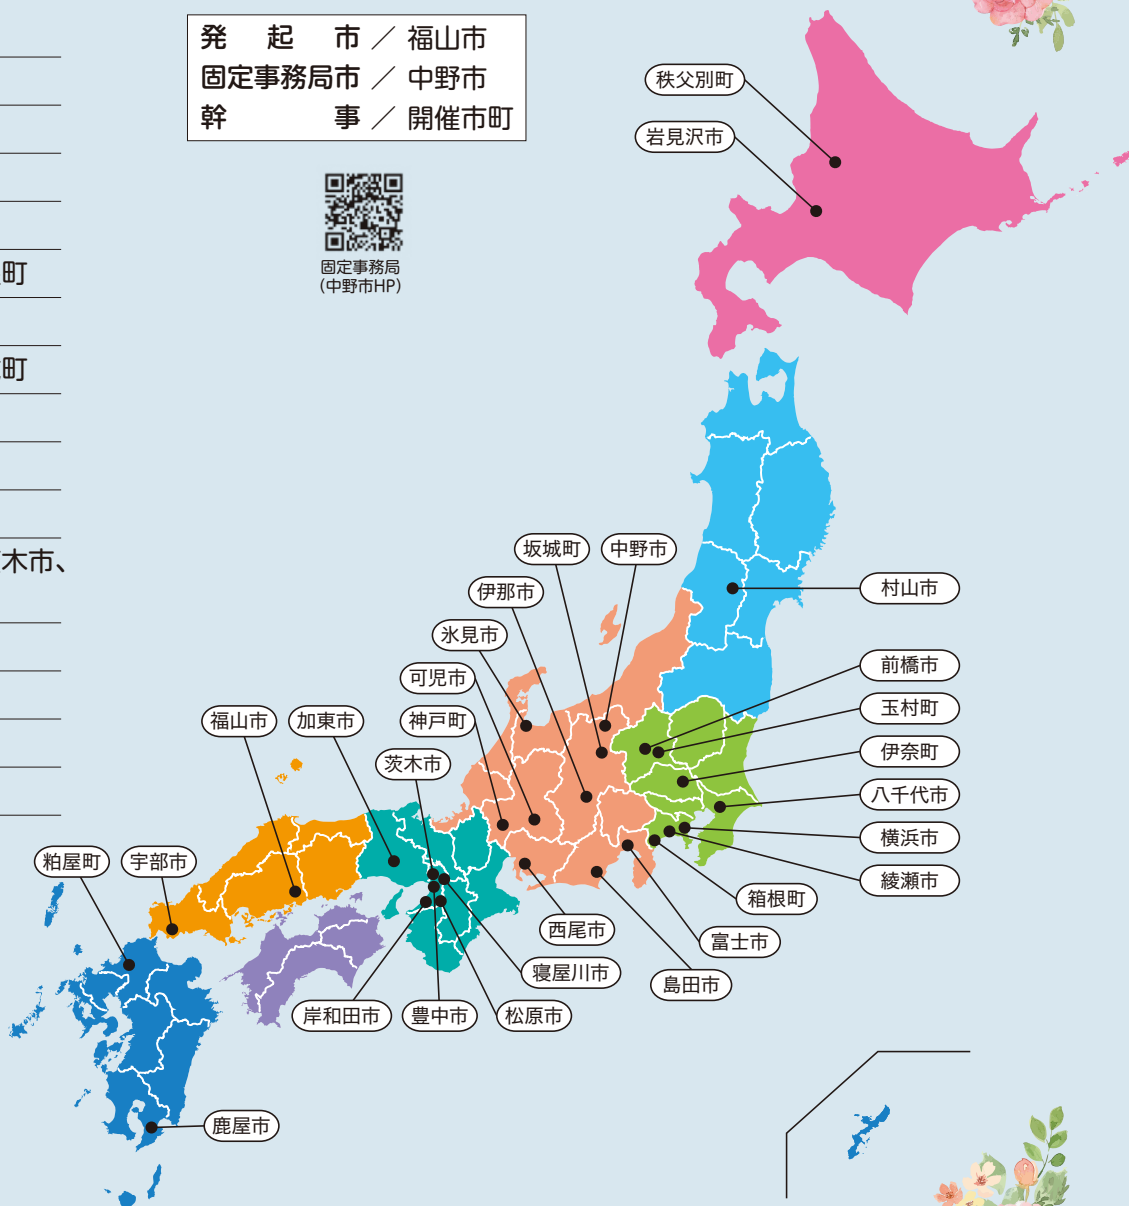 発起市／福山市
固定事務局市／中野市
幹事／開催市町
固定事務局
(中野市HP)
町
町
木市、
秩父別町
岩見沢市
坂城町
中野市
伊那市
氷見市
可児市
神戸町
茨木市
福山市
加東市
粕屋町
宇部市
村山市
前橋市
玉村町
伊奈町
八千代市
横浜市
綾瀬市
箱根町
富士市
島田市
西尾市
寝屋川市
岸和田市
豊中市
松原市
鹿屋市